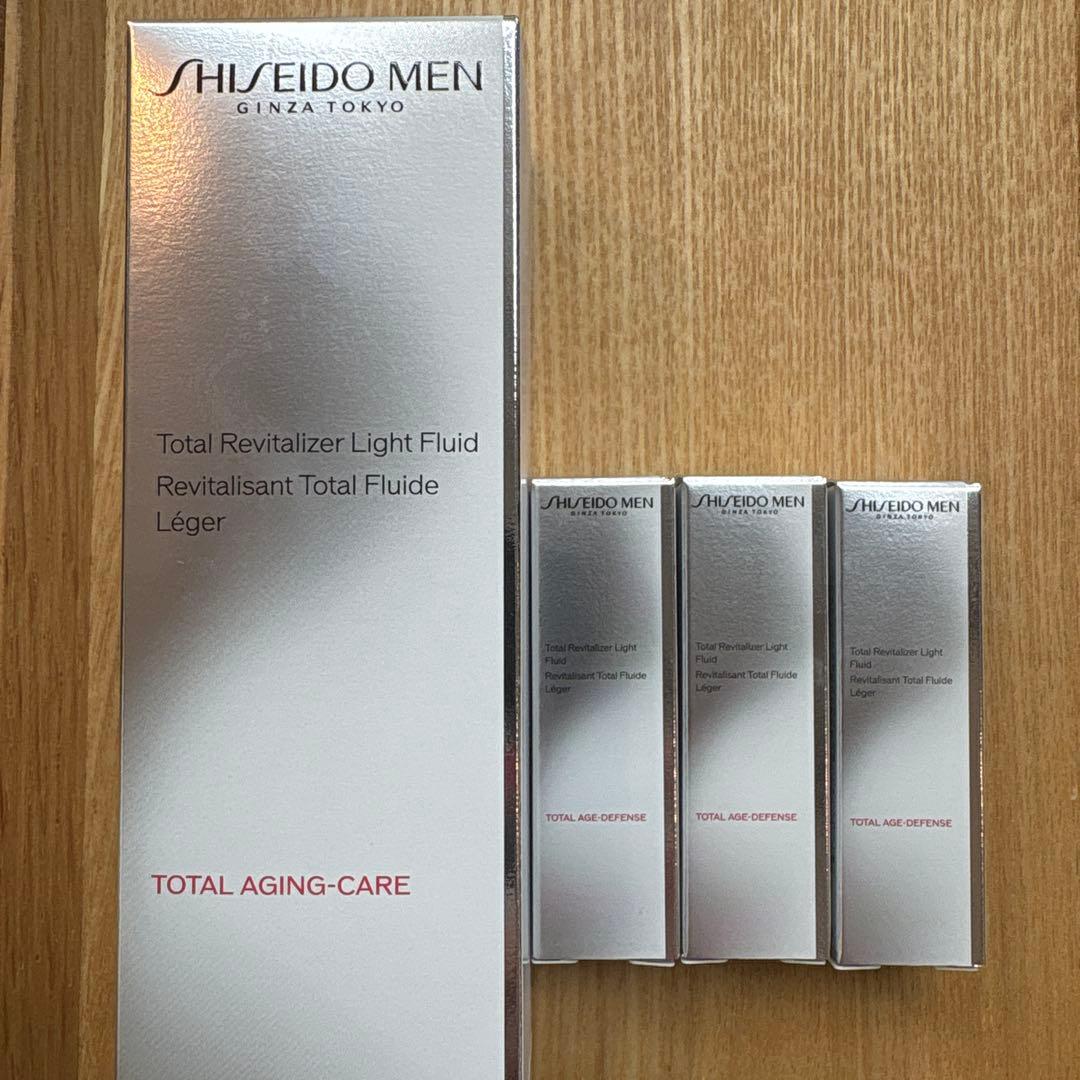 SHISEIDO MEN
GINZA TOKYO
Total Revitalizer Light Fluid
Revitalisant Total Fluide
Léger
TOTAL AGING-CARE
SHISEIDO MEN
GINZA TOKYO
Total Revitalizer Light
Fluid
Revitalisant Total Fluide
Léger
TOTAL AGE-DEFENSE
SHISEIDO MEN
GINZA TOKYO
Total Revitalizer Light
Fluid
Revitalisant Total Fluide
Léger
TOTAL AGE-DEFENSE
SHISEIDO MEN
GINZA TOKYO
Total Revitalizer Light
Fluid
Revitalisant Total Fluide
Léger
TOTAL AGE-DEFENSE